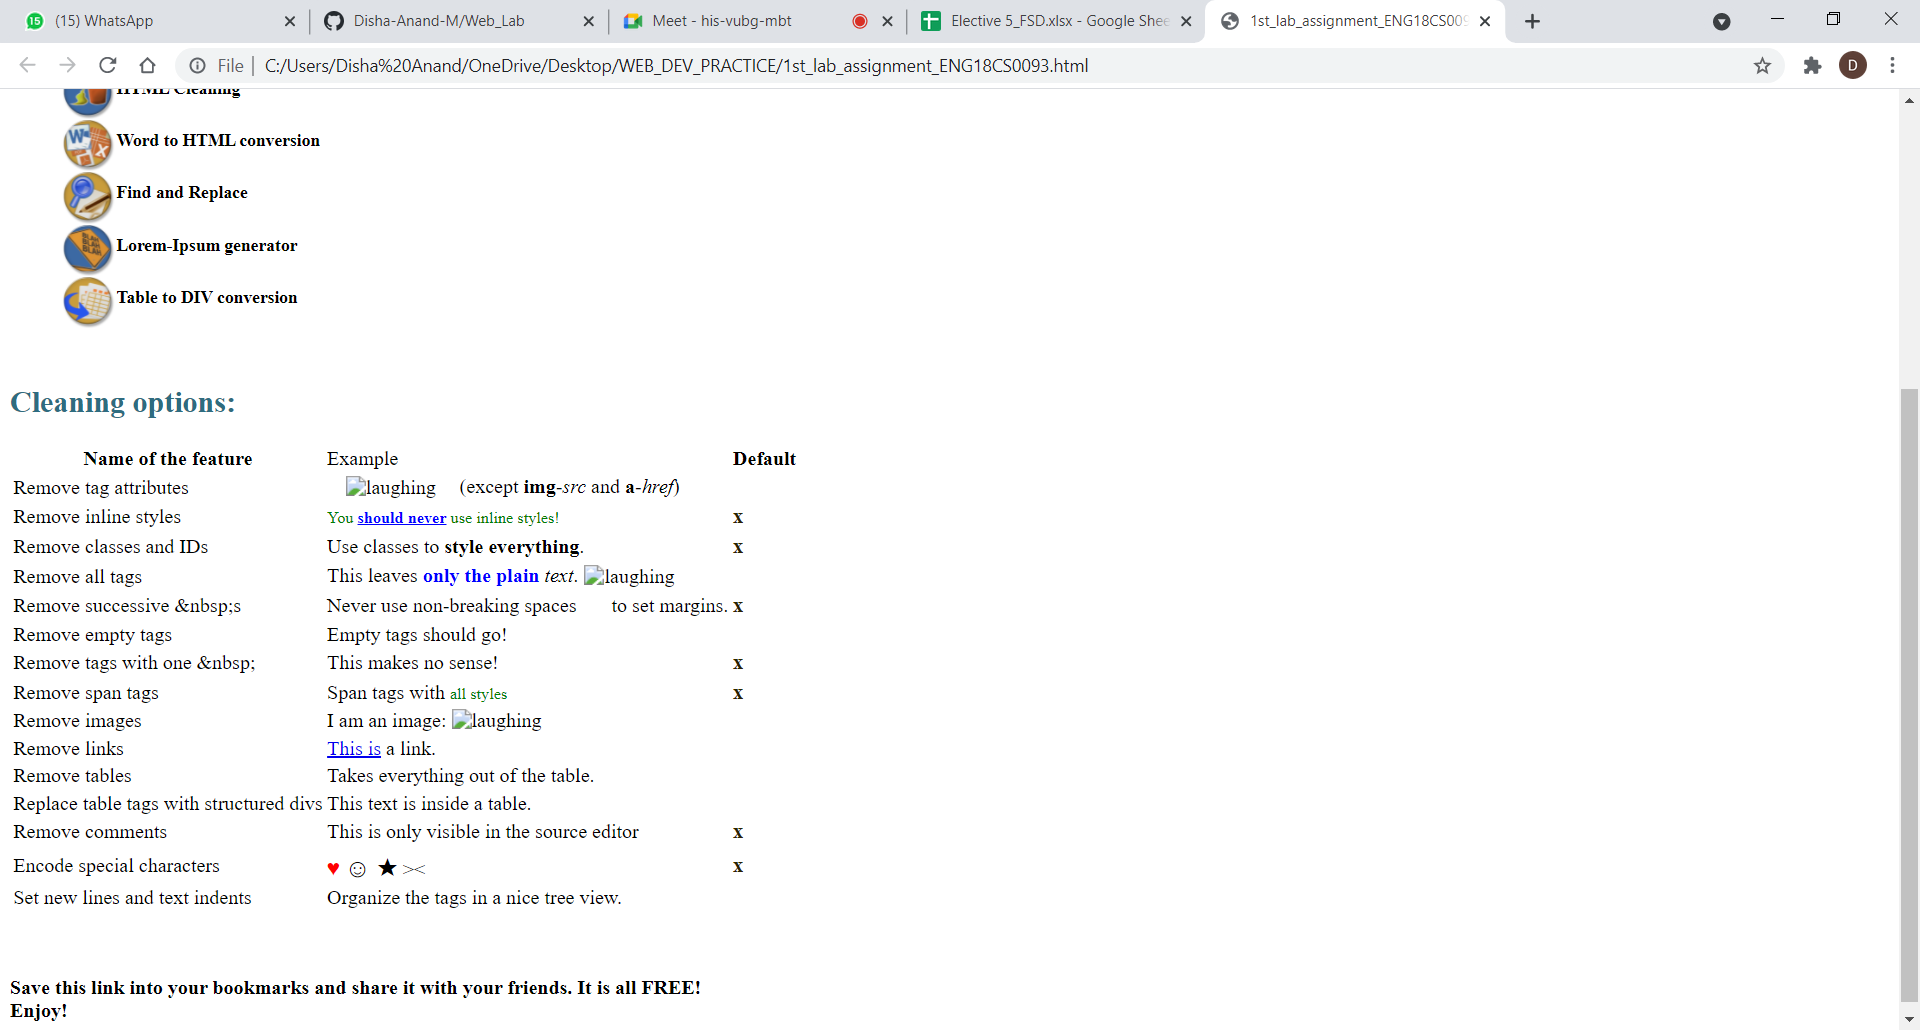 (15) WhatsApp
Disha-Anand-M/Web_Lab
Meet - his-vubg-mbt
Elective 5_FSD.xlsx - Google Shee
1st_lab_assignment_ENG18CS009
File
C:/Users/Disha%20Anand/OneDrive/Desktop/WEB_DEV_PRACTICE/1st_lab_assignment_ENG18CS0093.html
D
HTML Cleaning
Word to HTML conversion
Find and Replace
BLAH BLAH BLAH
Lorem-Ipsum generator
Table to DIV conversion
Cleaning options:
Name of the feature Example Default
Remove tag attributes laughing (except img-src and a-href)
Remove inline styles You should never use inline styles! x
Remove classes and IDs Use classes to style everything. x
Remove all tags This leaves only the plain text. laughing
Remove successive &nbsp;s Never use non-breaking spaces to set margins. x
Remove empty tags Empty tags should go!
Remove tags with one &nbsp; This makes no sense! x
Remove span tags Span tags with all styles x
Remove images I am an image: laughing
Remove links This is a link.
Remove tables Takes everything out of the table.
Replace table tags with structured divs This text is inside a table.
Remove comments This is only visible in the source editor x
Encode special characters ♥ ☺ ★ >< x
Set new lines and text indents Organize the tags in a nice tree view.
Save this link into your bookmarks and share it with your friends. It is all FREE!
Enjoy!